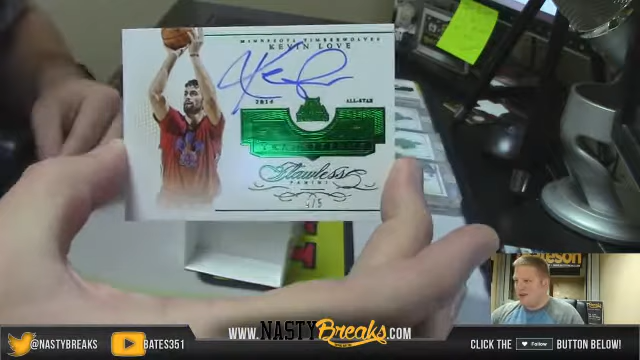 MINNESOTA TIMBERWOLVES
KEVIN LOVE
2014 ALL-STAR
Flawless
PANINI
@NASTYBREAKS
BATES351
WWW.NASTYBreaks.COM
CLICK THE Follow BUTTON BELOW!